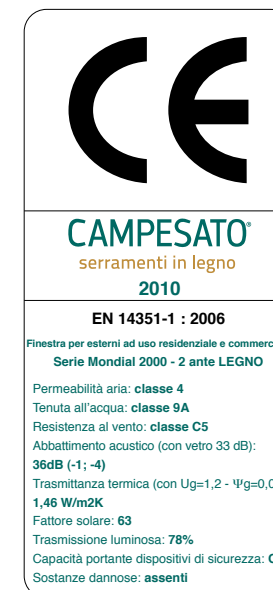 CE
CAMPESATO®
serramenti in legno
2010
EN 14351-1 : 2006
Finestra per esterni ad uso residenziale e
Serie Mondial 2000 - 2 ante LEGNO
Permeabilità aria: classe 4
Tenuta all'acqua: classe 9A
Resistenza al vento: classe C5
Abbattimento acustico (con vetro 33 dB):
36dB (-1; -4)
Trasmittanza termica (con Ug=1,2 - Ψg=0,0
1,46 W/m2K
Fattore solare: 63
Trasmissione luminosa: 78%
Capacità portante dispositivi di sicurezza:
Sostanze dannose: assenti